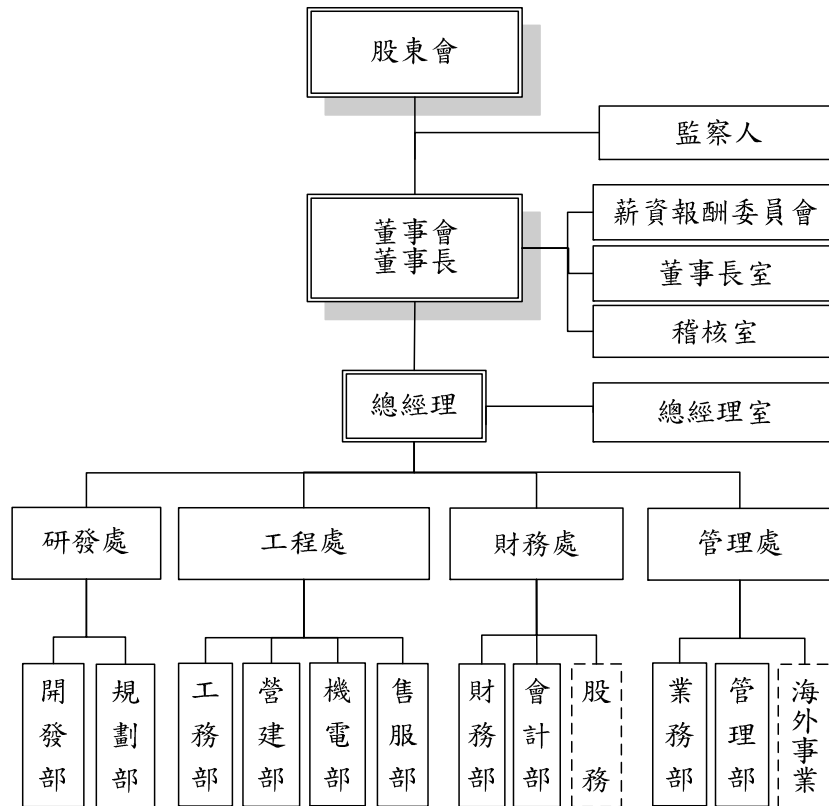 股東會
監察人
董事會
董事長
薪資報酬委員會
董事長室
稽核室
總經理
總經理室
研發處
工程處
財務處
管理處
開發部
規劃部
工務部
營建部
機電部
售服部
財務部
會計部
股務
業務部
管理部
海外事業